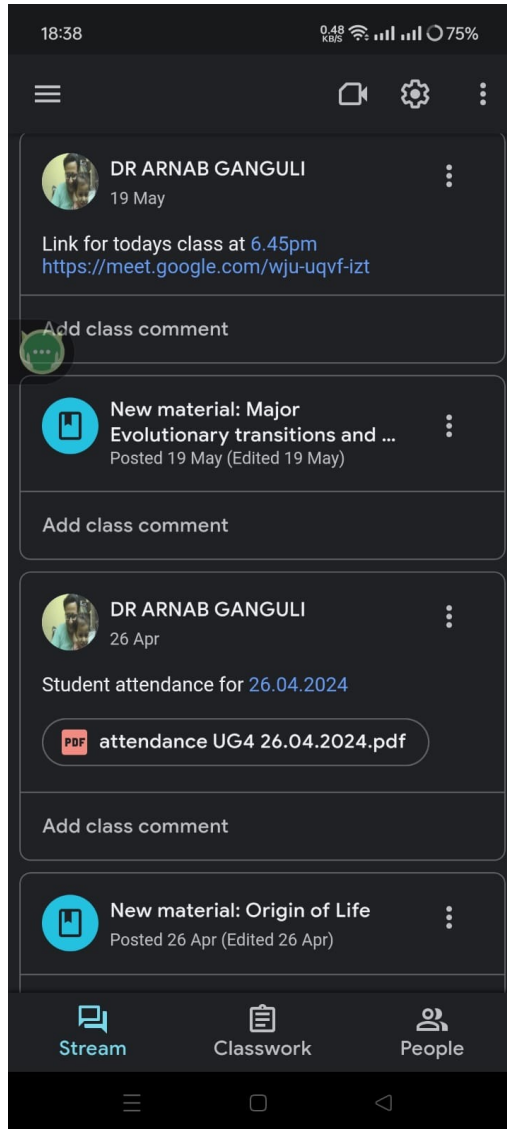 18:38
0.48 KB/S 75%
DR ARNAB GANGULI
19 May
Link for todays class at 6.45pm
https://meet.google.com/wju-uqvf-izt
Add class comment
New material: Major
Evolutionary transitions and ...
Posted 19 May (Edited 19 May)
Add class comment
DR ARNAB GANGULI
26 Apr
Student attendance for 26.04.2024
PDF attendance UG4 26.04.2024.pdf
Add class comment
New material: Origin of Life
Posted 26 Apr (Edited 26 Apr)
Stream Classwork People